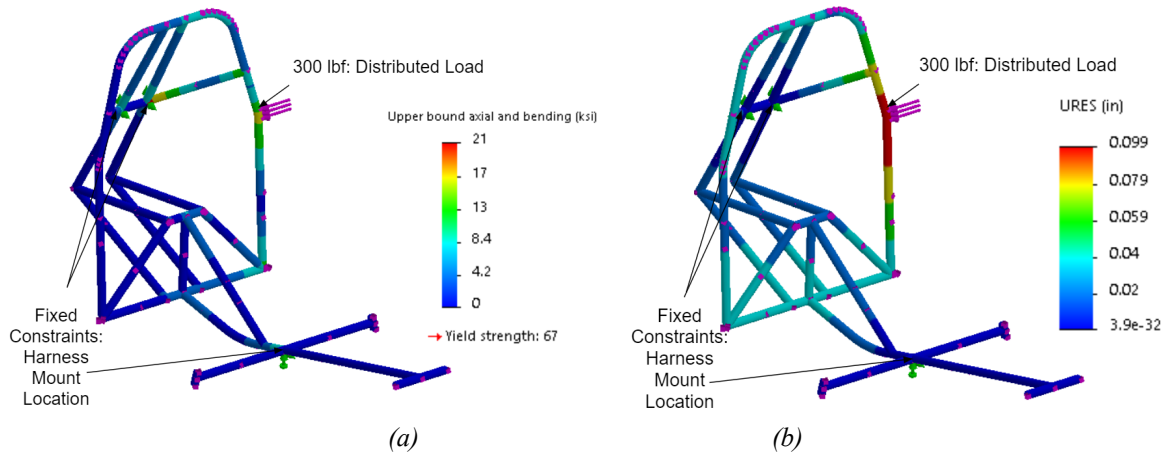 300 lbf: Distributed Load
Upper bound axial and bending (ksi)
21
17
13
8.4
4.2
0
Yield strength: 67
Fixed
Constraints:
Harness
Mount
Location
(a)
300 lbf: Distributed Load
URES (in)
0.099
0.079
0.059
0.04
0.02
3.9e-32
Fixed
Constraints:
Harness
Mount
Location
(b)